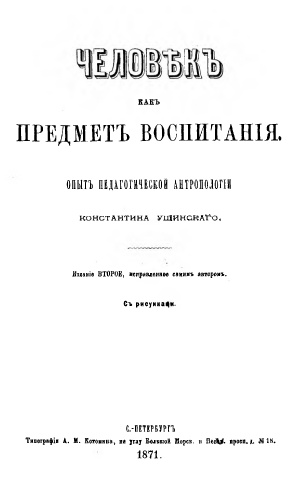 ЧЕЛОВѢКЪ
КАКЪ
ПРЕДМЕТЪ ВОСПИТАНІЯ.
ОПЫТЪ ПЕДАГОГИЧЕСКОЙ АНТРОПОЛОГІИ
КОНСТАНТИНА УШИНСКАГО.
Изданіе ВТОРОЕ, исправленное самимъ авторомъ.
Съ рисунками.
С.-ПЕТЕРБУРГЪ
Типографія А. М. Котомина, на углу Большой Морск. и просп. д. № 18.
1871.